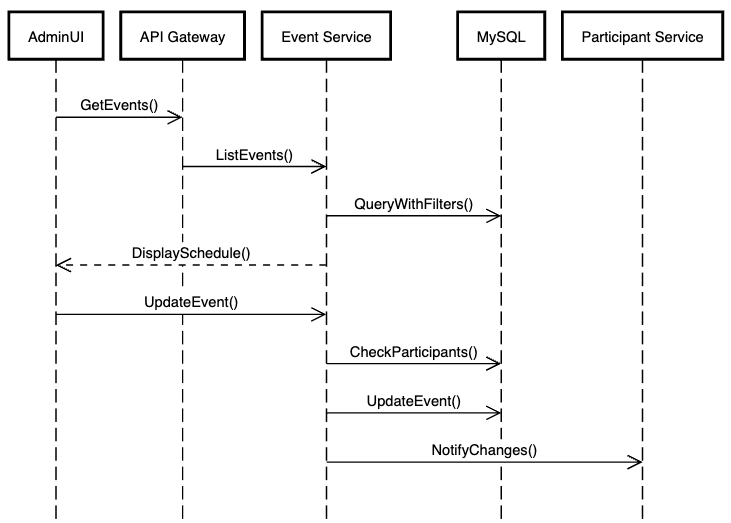 AdminUI
API Gateway
Event Service
MySQL
Participant Service
GetEvents()
ListEvents()
QueryWithFilters()
DisplaySchedule()
UpdateEvent()
CheckParticipants()
UpdateEvent()
NotifyChanges()